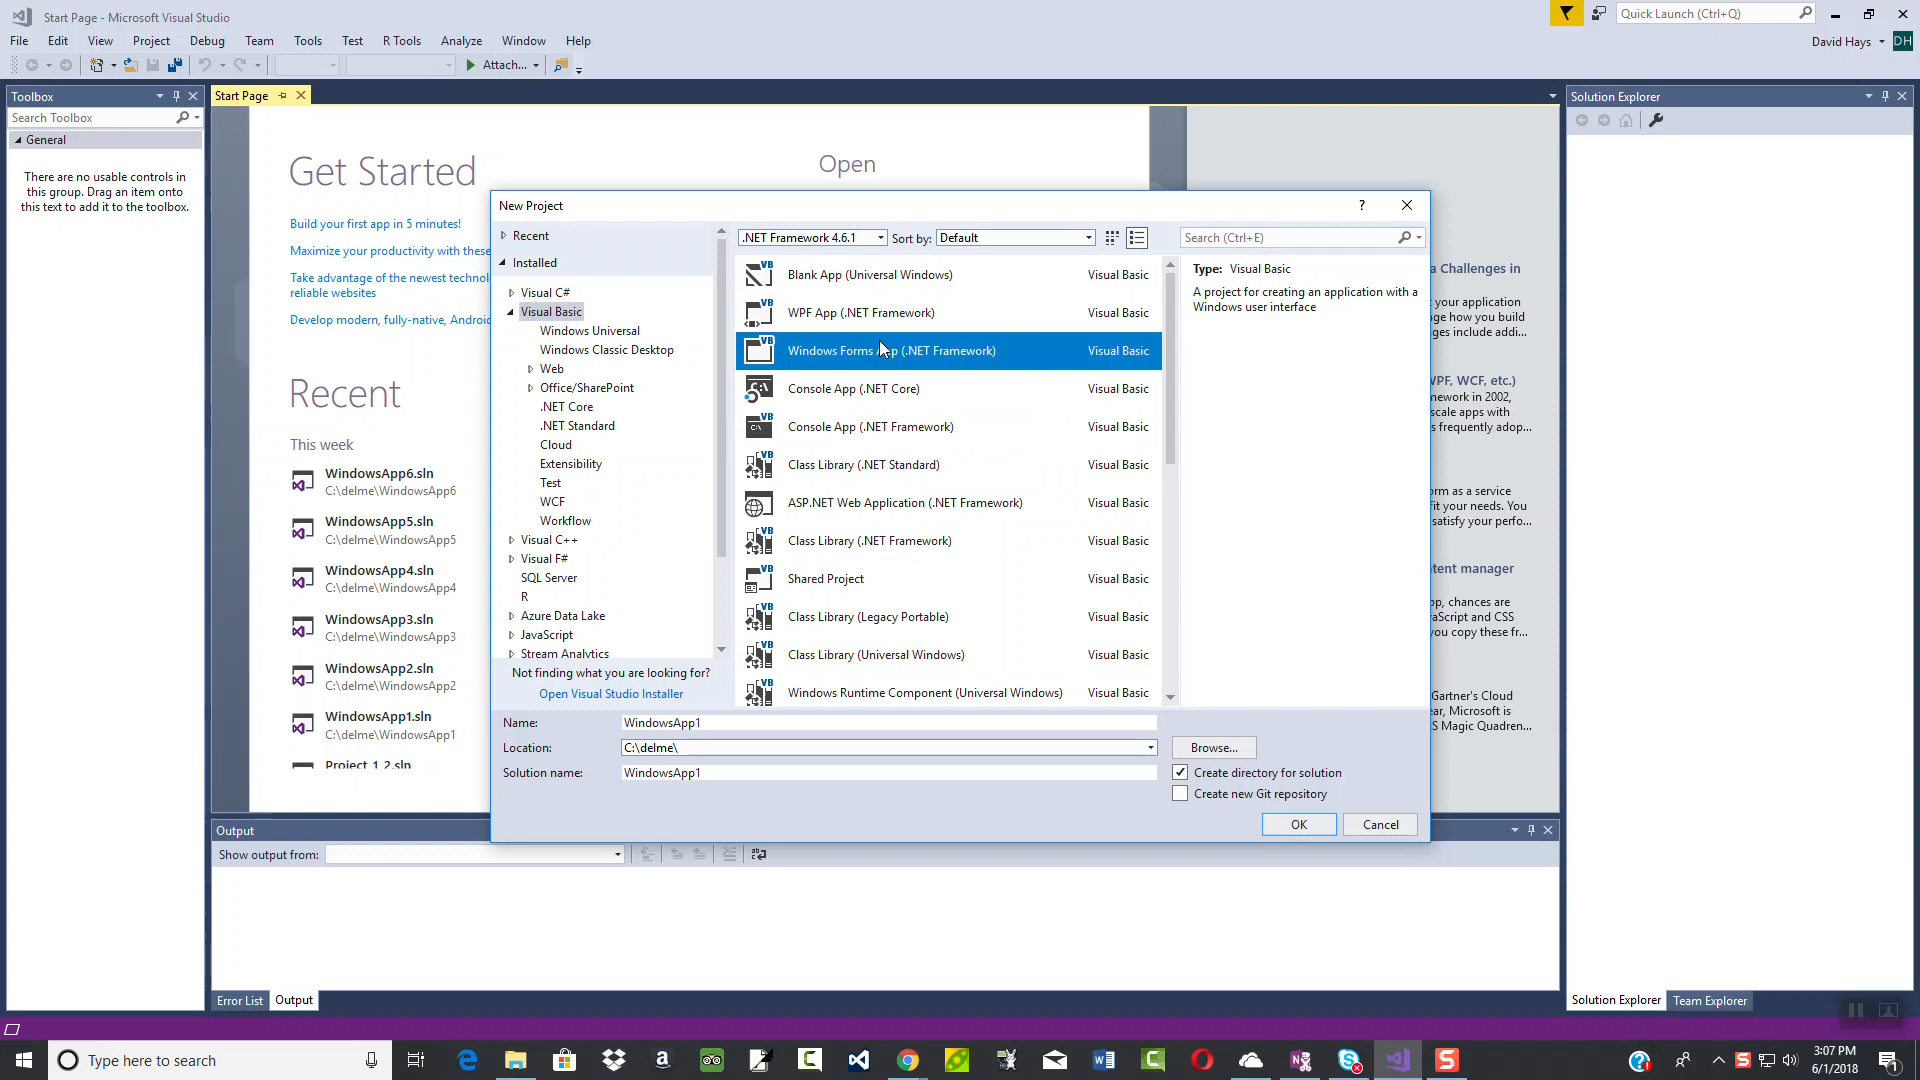 Start Page - Microsoft Visual Studio
Quick Launch (Ctrl+Q)
File Edit View Project Debug Team Tools Test R Tools Analyze Window Help
David Hays DH
Attach...
Toolbox
Search Toolbox
General
There are no usable controls in
this group. Drag an item onto
this text to add it to the toolbox.
Start Page
Get Started
Build your first app in 5 minutes!
Maximize your productivity with these
Take advantage of the newest technol
reliable websites
Develop modern, fully-native, Android
Recent
This week
WindowsApp6.sln
C:\delme\WindowsApp6
WindowsApp5.sln
C:\delme\WindowsApp5
WindowsApp4.sln
C:\delme\WindowsApp4
WindowsApp3.sln
C:\delme\WindowsApp3
WindowsApp2.sln
C:\delme\WindowsApp2
WindowsApp1.sln
C:\delme\WindowsApp1
Project 1 2.sln
Open
New Project
?
Recent
Installed
Visual C#
Visual Basic
Windows Universal
Windows Classic Desktop
Web
Office/SharePoint
.NET Core
.NET Standard
Cloud
Extensibility
Test
WCF
Workflow
Visual C++
Visual F#
SQL Server
R
Azure Data Lake
JavaScript
Stream Analytics
Not finding what you are looking for?
Open Visual Studio Installer
.NET Framework 4.6.1 Sort by: Default
Search (Ctrl+E)
Blank App (Universal Windows) Visual Basic
WPF App (.NET Framework) Visual Basic
Windows Forms App (.NET Framework) Visual Basic
Console App (.NET Core) Visual Basic
Console App (.NET Framework) Visual Basic
Class Library (.NET Standard) Visual Basic
ASP.NET Web Application (.NET Framework) Visual Basic
Class Library (.NET Framework) Visual Basic
Shared Project Visual Basic
Class Library (Legacy Portable) Visual Basic
Class Library (Universal Windows) Visual Basic
Windows Runtime Component (Universal Windows) Visual Basic
Type: Visual Basic
A project for creating an application with a
Windows user interface
Name: WindowsApp1
Location: C:\delme\
Browse...
Solution name: WindowsApp1
Create directory for solution
Create new Git repository
OK Cancel
a Challenges in
your application
ge how you build
ges include addi...
WPF, WCF, etc.)
ework in 2002,
scale apps with
s frequently adop...
rm as a service
fit your needs. You
satisfy your perfo...
tent manager
pp, chances are
aScript and CSS
you copy these fr...
Gartner's Cloud
ear, Microsoft is
S Magic Quadren...
Solution Explorer
Output
Show output from:
Error List Output
Solution Explorer Team Explorer
Type here to search
3:07 PM
6/1/2018